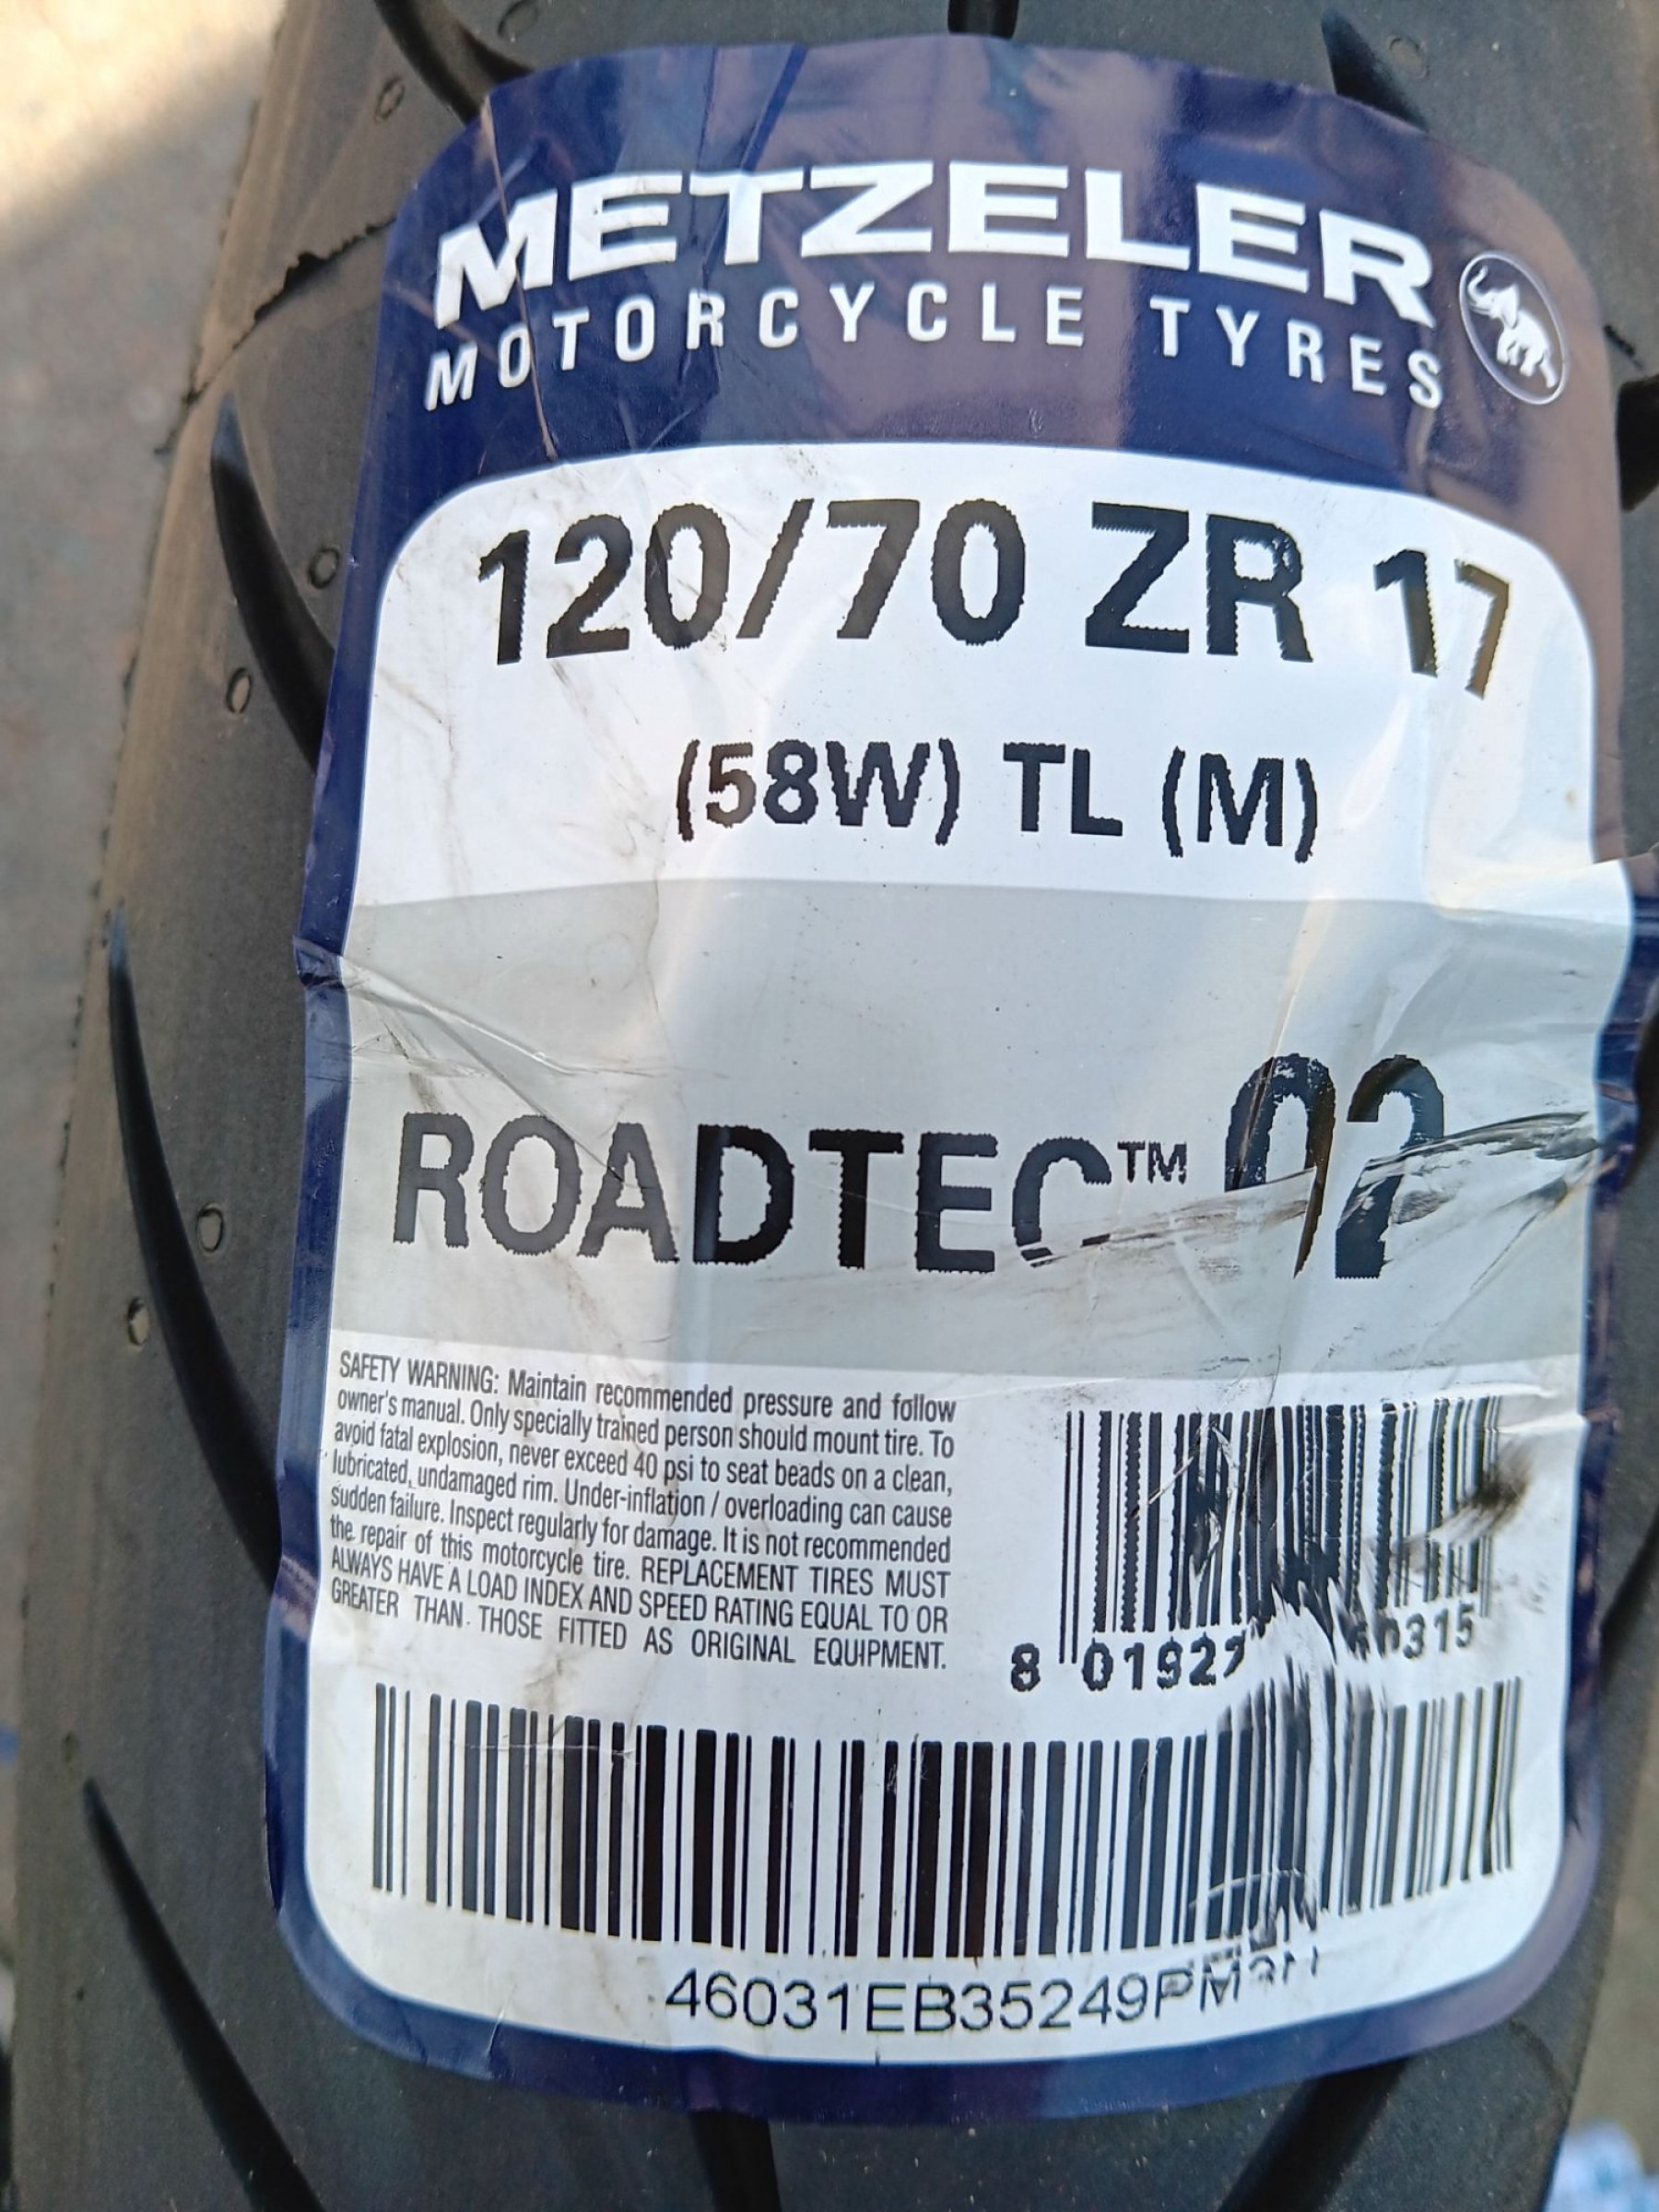 METZELER
MOTORCYCLE TYRES
120/70 ZR 17
(58W) TL (M)
ROADTEC™ 02
SAFETY WARNING: Maintain recommended pressure and follow
owner's manual. Only specially trained person should mount tire. To
avoid fatal explosion, never exceed 40 psi to seat beads on a clean,
lubricated, undamaged rim. Under-inflation / overloading can cause
sudden failure. Inspect regularly for damage. It is not recommended
the repair of this motorcycle tire. REPLACEMENT TIRES MUST
ALWAYS HAVE A LOAD INDEX AND SPEED RATING EQUAL TO OR
GREATER THAN THOSE FITTED AS ORIGINAL EQUIPMENT.
8 019227